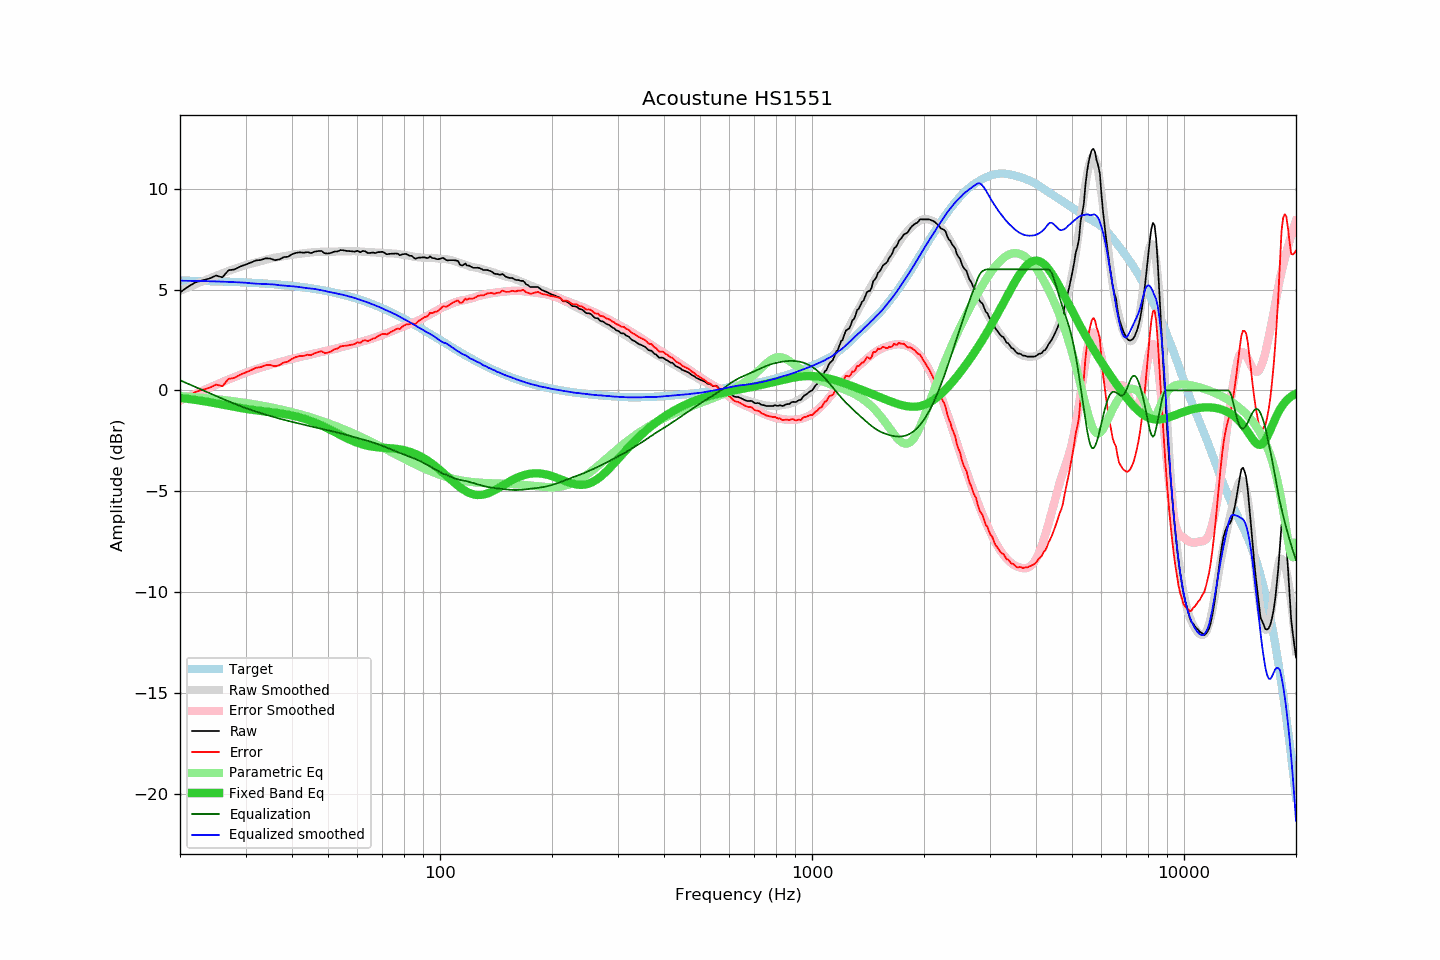 Acoustune HS1551
10
5
0
−5
−10
−15
−20
Amplitude (dBr)
Target
Raw Smoothed
Error Smoothed
Raw
Error
Parametric Eq
Fixed Band Eq
Equalization
Equalized smoothed
100 1000 10000
Frequency (Hz)